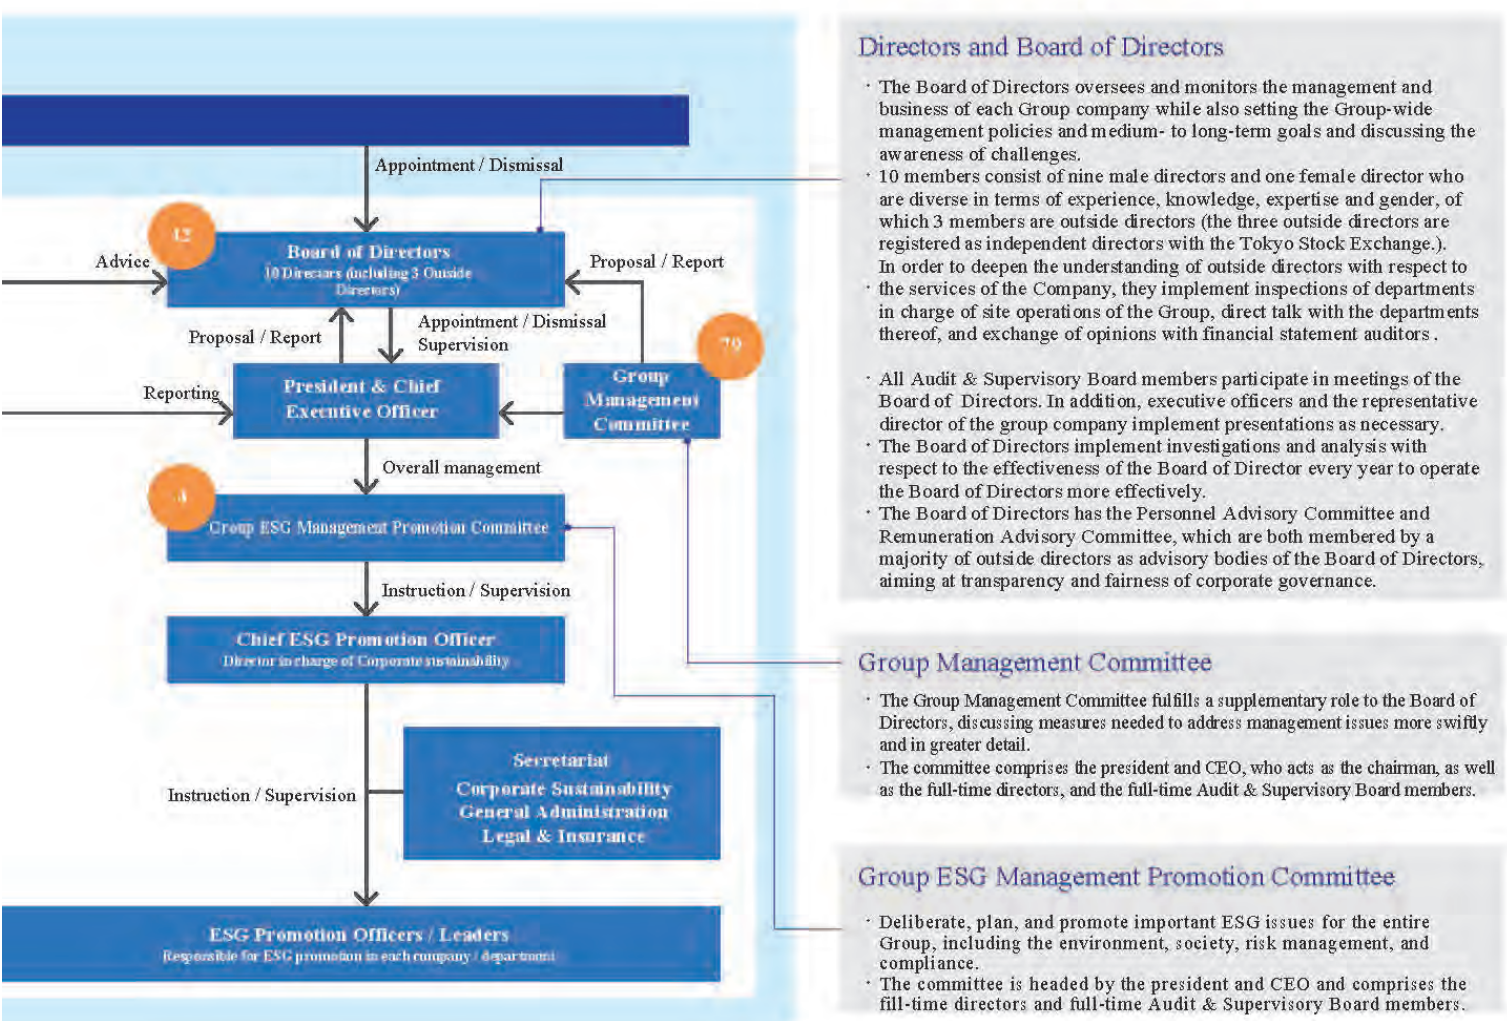 Appointment / Dismissal
12
Board of Directors
10 Directors (including 3 Outside
Directors)
Advice
Proposal / Report
Proposal / Report
Appointment / Dismissal
Supervision
79
Reporting
President & Chief
Executive Officer
Group
Management
Committee
Overall management
4
Group ESG Management Promotion Committee
Instruction / Supervision
Chief ESG Promotion Officer
Director in charge of Corporate sustainability
Instruction / Supervision
Secretariat
Corporate Sustainability
General Administration
Legal & Insurance
ESG Promotion Officers / Leaders
Responsible for ESG promotion in each company / department
Directors and Board of Directors
· The Board of Directors oversees and monitors the management and
business of each Group company while also setting the Group-wide
management policies and medium- to long-term goals and discussing the
awareness of challenges.
· 10 members consist of nine male directors and one female director who
are diverse in terms of experience, knowledge, expertise and gender, of
which 3 members are outside directors (the three outside directors are
registered as independent directors with the Tokyo Stock Exchange.).
In order to deepen the understanding of outside directors with respect to
· the services of the Company, they implement inspections of departments
in charge of site operations of the Group, direct talk with the departments
thereof, and exchange of opinions with financial statement auditors .
· All Audit & Supervisory Board members participate in meetings of the
Board of Directors. In addition, executive officers and the representative
director of the group company implement presentations as necessary.
· The Board of Directors implement investigations and analysis with
respect to the effectiveness of the Board of Director every year to operate
the Board of Directors more effectively.
· The Board of Directors has the Personnel Advisory Committee and
Remuneration Advisory Committee, which are both membered by a
majority of outside directors as advisory bodies of the Board of Directors,
aiming at transparency and fairness of corporate governance.
Group Management Committee
· The Group Management Committee fulfills a supplementary role to the Board of
Directors, discussing measures needed to address management issues more swiftly
and in greater detail.
· The committee comprises the president and CEO, who acts as the chairman, as well
as the full-time directors, and the full-time Audit & Supervisory Board members.
Group ESG Management Promotion Committee
· Deliberate, plan, and promote important ESG issues for the entire
Group, including the environment, society, risk management, and
compliance.
· The committee is headed by the president and CEO and comprises the
fill-time directors and full-time Audit & Supervisory Board members.